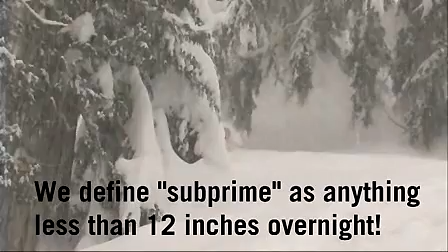 We define "subprime" as anything
less than 12 inches overnight!